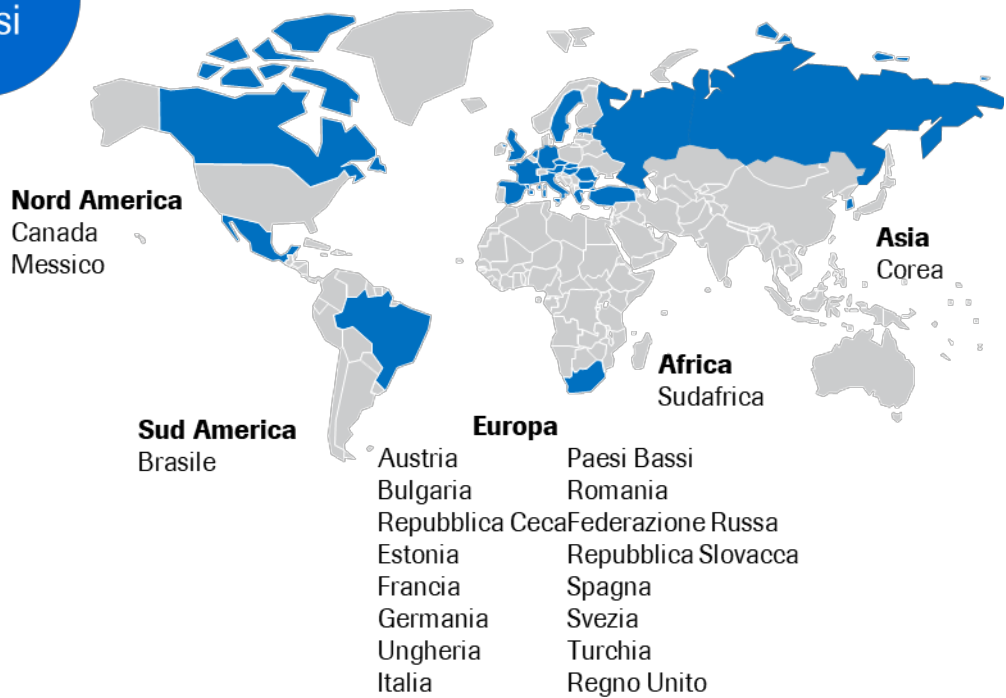 si
Nord America
Canada
Messico
Asia
Corea
Africa
Sudafrica
Sud America
Brasile
Europa
Austria Paesi Bassi
Bulgaria Romania
Repubblica Ceca Federazione Russa
Estonia Repubblica Slovacca
Francia Spagna
Germania Svezia
Ungheria Turchia
Italia Regno Unito